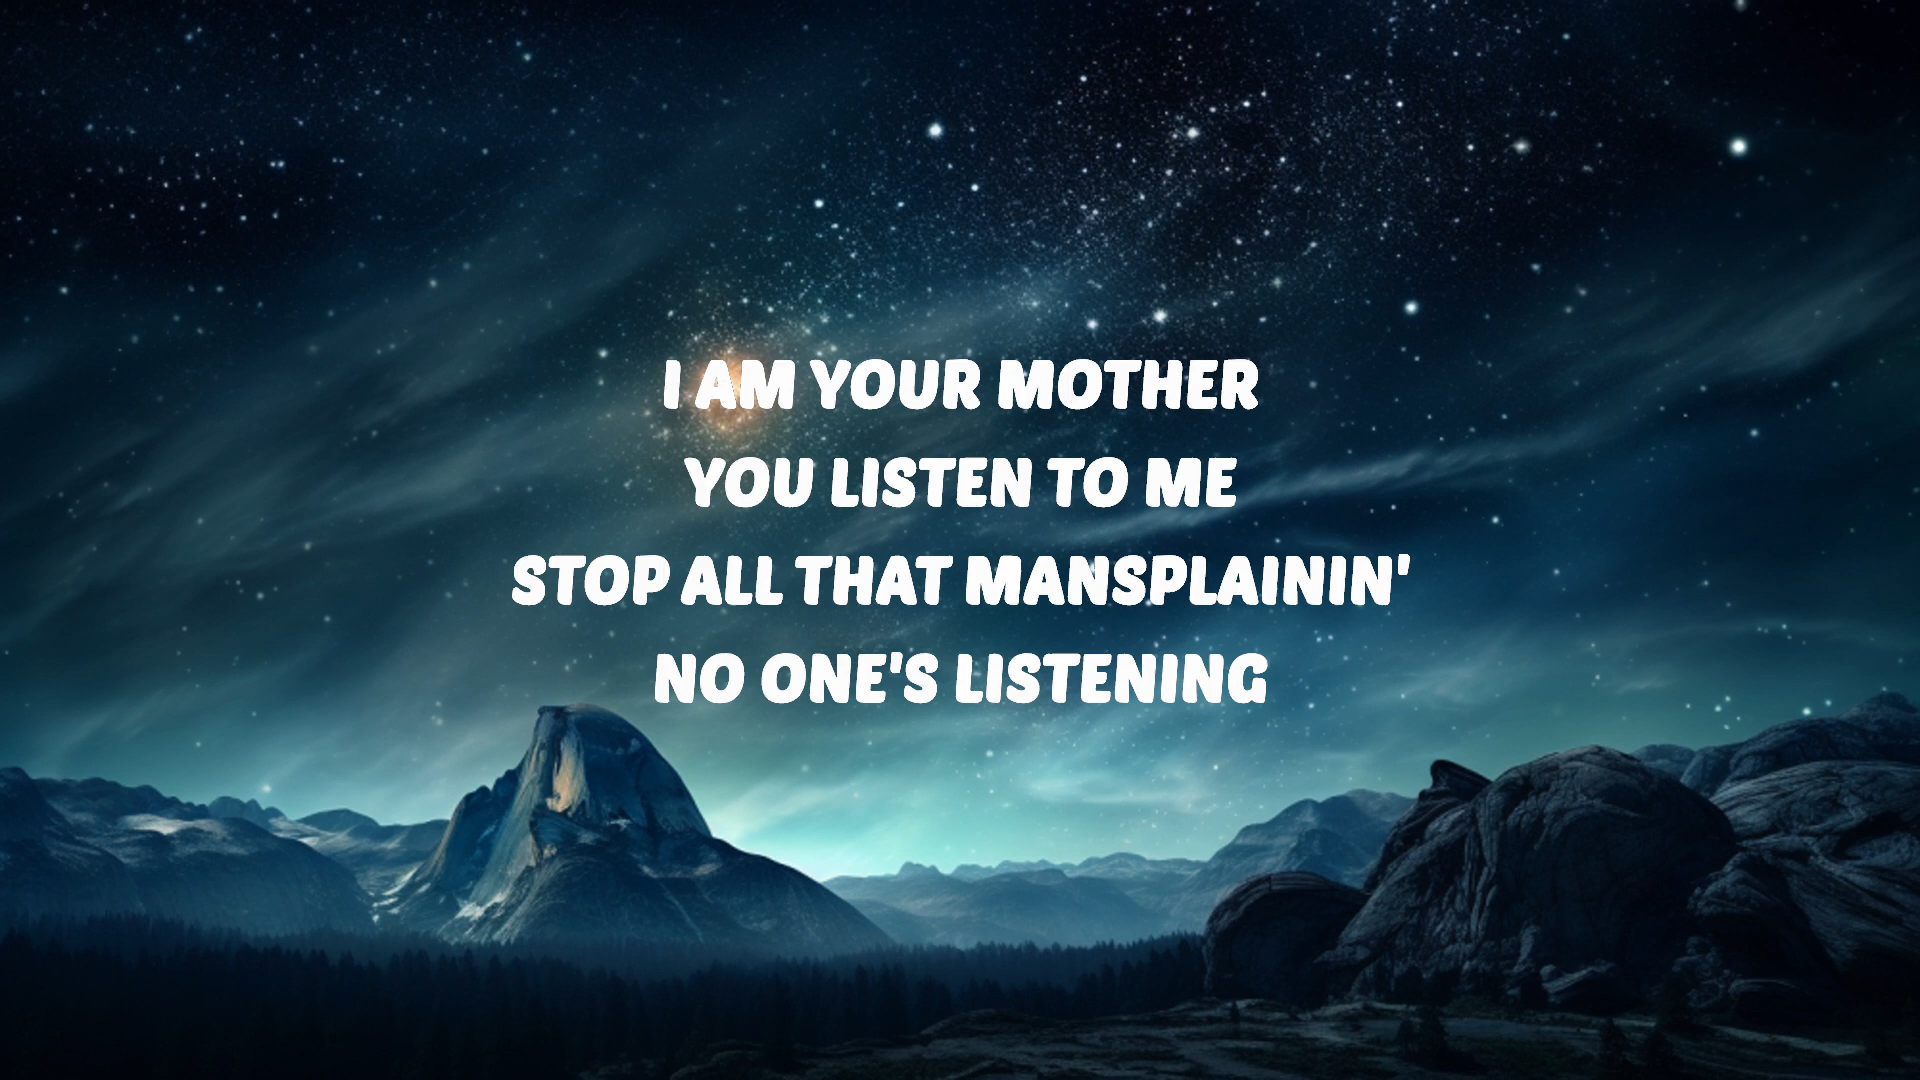 I AM YOUR MOTHER
YOU LISTEN TO ME
STOP ALL THAT MANSPLAININ'
NO ONE'S LISTENING